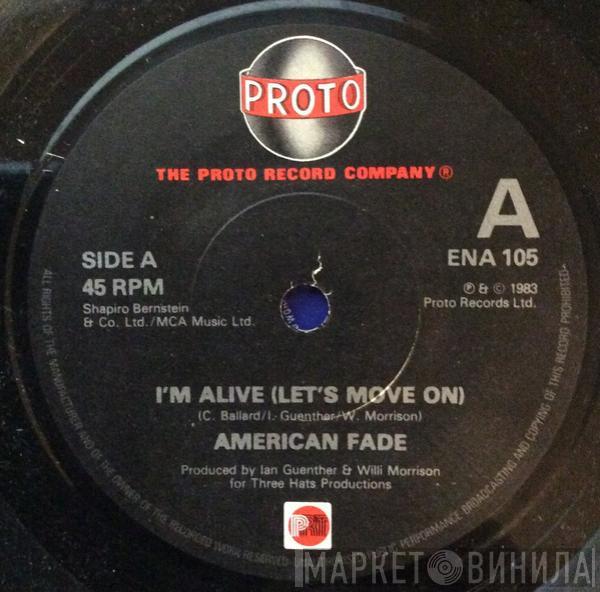 PROTO
THE PROTO RECORD COMPANY®
A
SIDE A
45 RPM
Shapiro Bernstein
& Co. Ltd./MCA Music Ltd.
ENA 105
Ⓟ & © 1983
Proto Records Ltd.
I'M ALIVE (LET'S MOVE ON)
(C. Ballard/I. Guenther/W. Morrison)
AMERICAN FADE
Produced by Ian Guenther & Willi Morrison
for Three Hats Productions
ALL RIGHTS OF THE MANUFACTURER AND OF THE OWNER OF THE RECORDED WORK RESERVED PERFORMANCE BROADCASTING AND COPYING OF THIS RECORD PROHIBITED
МАРКЕТ ВИНИЛА